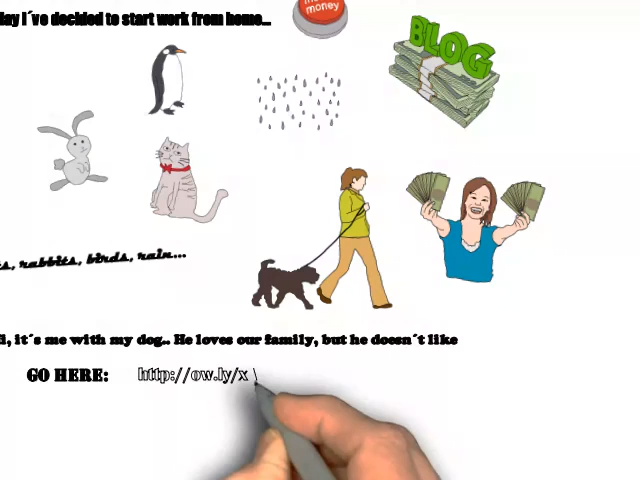 day I´ve decided to start work from home...
money
BLOG
rabbits, birds, rain...
it´s me with my dog.. He loves our family, but he doesn´t like
GO HERE: http://ow.ly/x